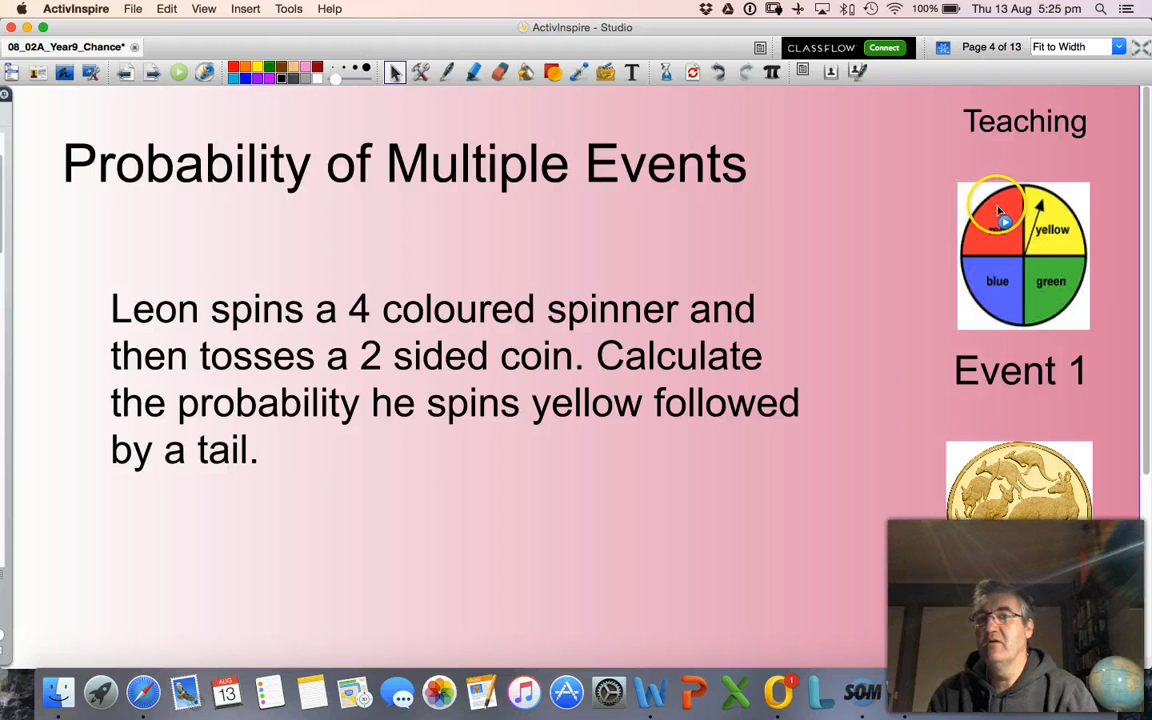 ActivInspire File Edit View Insert Tools Help
100% Thu 13 Aug 5:25 pm
ActivInspire - Studio
08_02A_Year9_Chance*
CLASSFLOW Connect
Page 4 of 13
Fit to Width
Teaching
Probability of Multiple Events
yellow
blue
green
Leon spins a 4 coloured spinner and
then tosses a 2 sided coin. Calculate
the probability he spins yellow followed
by a tail.
Event 1
AUG
13
1
SOM